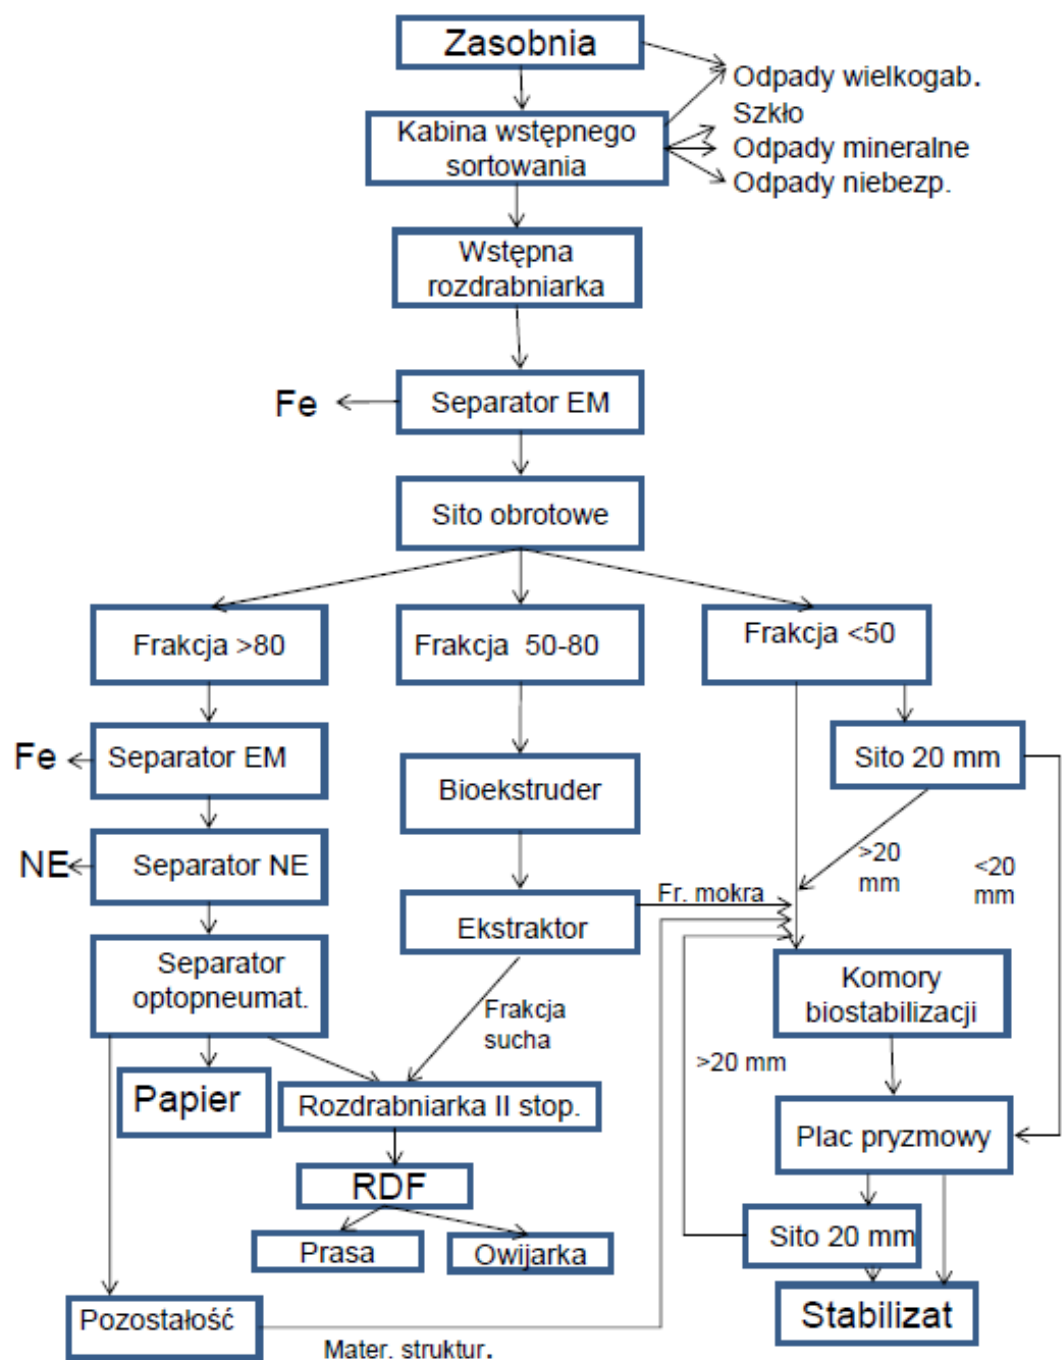 Zasobnia
Odpady wielkogab.
Szkło
Odpady mineralne
Odpady niebezp.
Kabina wstępnego
sortowania
Wstępna
rozdrabniarka
Fe
Separator EM
Sito obrotowe
Frakcja >80
Frakcja 50-80
Frakcja <50
Fe
Separator EM
Bioekstruder
Sito 20 mm
NE
Separator NE
>20
mm
<20
mm
Fr. mokra
Ekstraktor
Separator
optopneumat.
Frakcja
sucha
Komory
biostabilizacji
>20 mm
Papier
Rozdrabniarka II stop.
Plac pryzmowy
RDF
Prasa
Owijarka
Sito 20 mm
Pozostałość
Stabilizat
Mater. struktur.